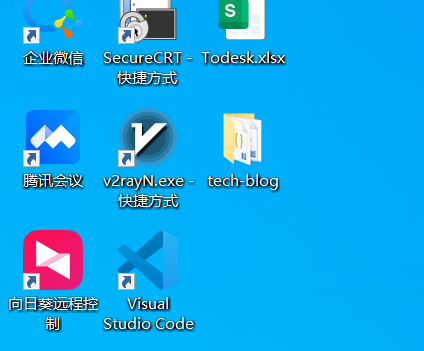 企业微信
SecureCRT -
快捷方式
Todesk.xlsx
腾讯会议
v2rayN.exe -
快捷方式
tech-blog
向日葵远程控
制
Visual
Studio Code